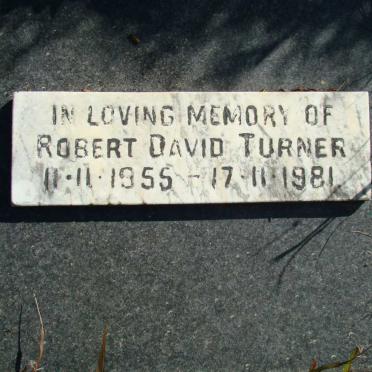 IN LOVING MEMORY OF
ROBERT DAVID TURNER
11·11·1955 - 17·11·1981